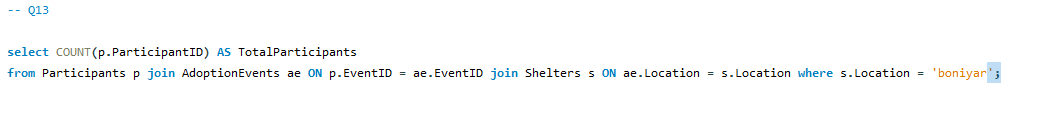 -- Q13
select COUNT(p.ParticipantID) AS TotalParticipants
from Participants p join AdoptionEvents ae ON p.EventID = ae.EventID join Shelters s ON ae.Location = s.Location where s.Location = 'boniyar';